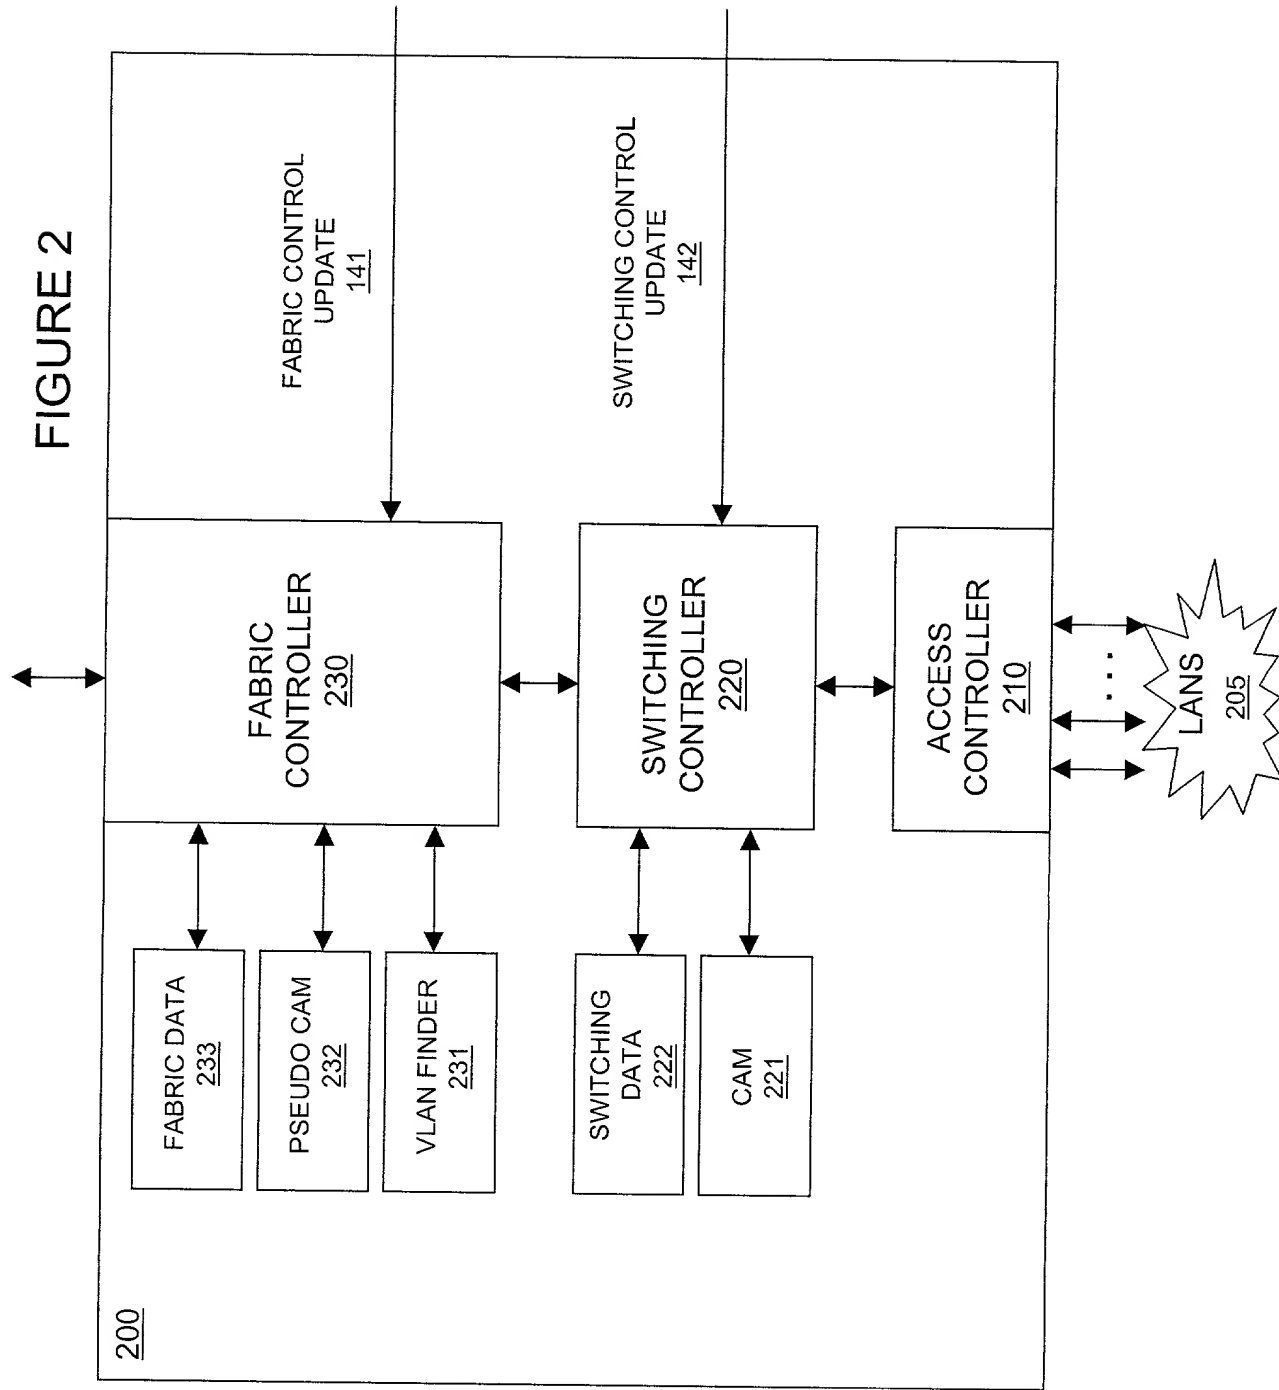 FIGURE 2
200
FABRIC DATA
233
PSEUDO CAM
232
VLAN FINDER
231
SWITCHING
DATA
222
CAM
221
FABRIC
CONTROLLER
230
SWITCHING
CONTROLLER
220
ACCESS
CONTROLLER
210
LANS
205
FABRIC CONTROL
UPDATE
141
SWITCHING CONTROL
UPDATE
142